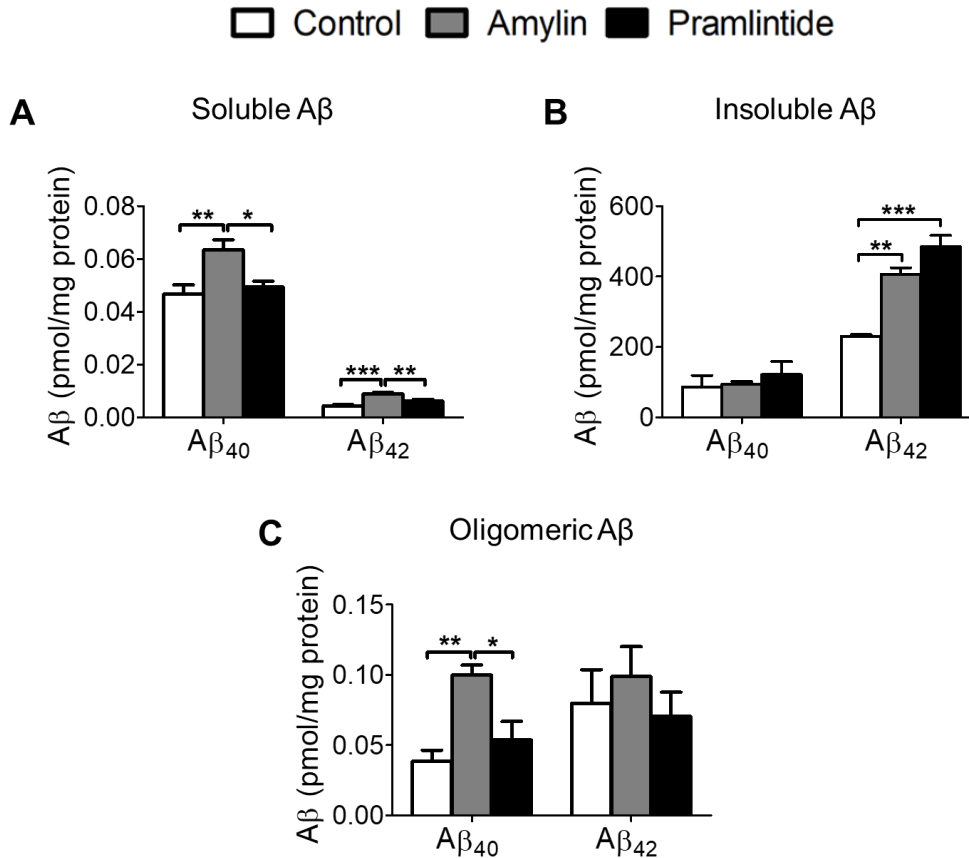 Control Amylin Pramlintide
A Soluble Aβ
Aβ (pmol/mg protein)
0.08
0.06
0.04
0.02
0.00
** *
*** **
Aβ40 Aβ42
B Insoluble Aβ
Aβ (pmol/mg protein)
600
400
200
0
***
**
Aβ40 Aβ42
C Oligomeric Aβ
Aβ (pmol/mg protein)
0.15
0.10
0.05
0.00
** *
Aβ40 Aβ42